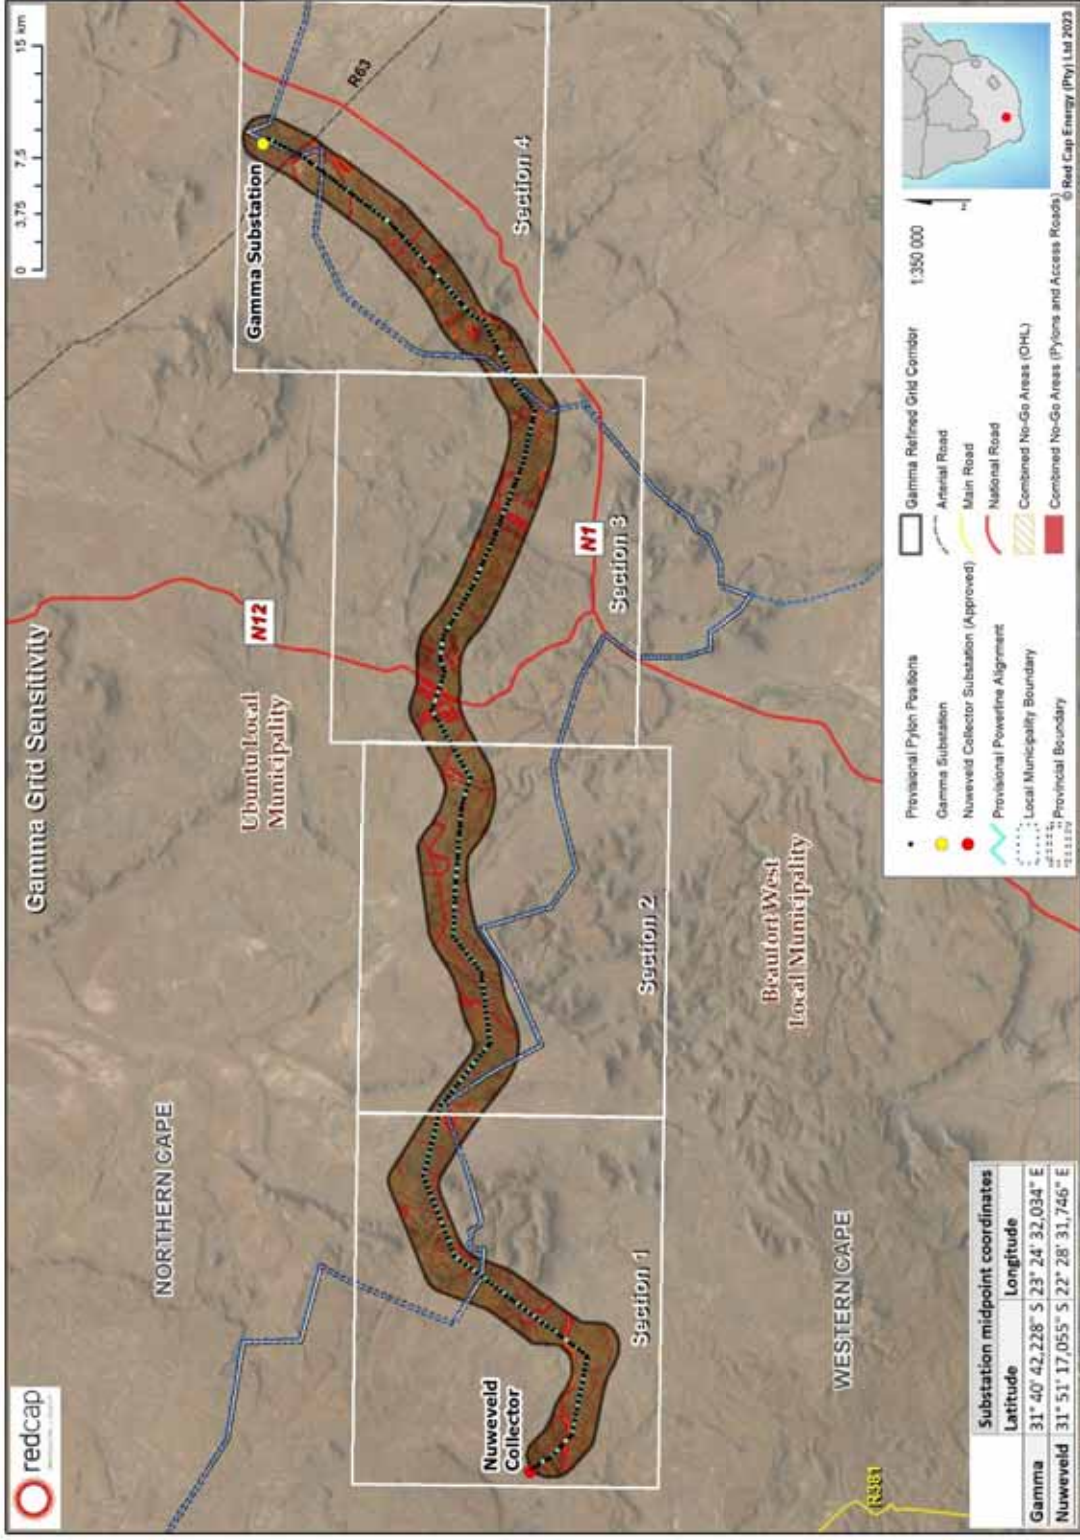 redcap
Gamma Grid Sensitivity
0 3.75 7.5 15 km
NORTHERN CAPE
Ubuntu Local
Municipality
N12
R63
Gamma Substation
Nuweveld
Collector
Section 1
Section 2
Section 3
Section 4
N1
Beaufort West
Local Municipality
WESTERN CAPE
R381
Substation midpoint coordinates
Latitude Longitude
Gamma 31° 40' 42,228" S 23° 24' 32,034" E
Nuweveld 31° 51' 17,055" S 22° 28' 31,746" E
Provisional Pylon Positions
Gamma Substation
Nuweveld Collector Substation (Approved)
Provisional Powerline Alignment
Local Municipality Boundary
Provincial Boundary
Gamma Refined Grid Corridor
Arterial Road
Main Road
National Road
Combined No-Go Areas (OHL)
Combined No-Go Areas (Pylons and Access Roads)
1:350 000
© Red Cap Energy (Pty) Ltd 2023